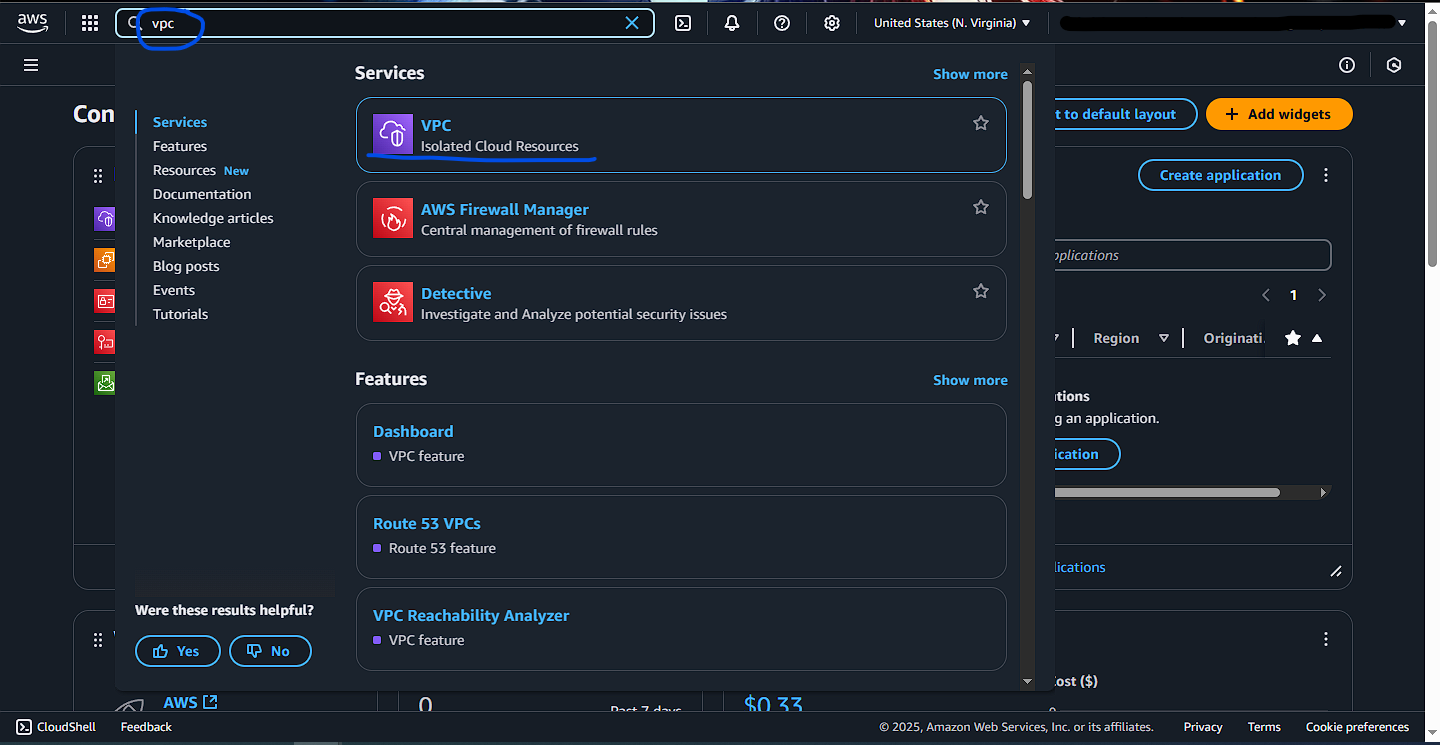 aws
vpc
United States (N. Virginia)
Con
t to default layout
Add widgets
Services
Show more
Services
Features
Resources New
Documentation
Knowledge articles
Marketplace
Blog posts
Events
Tutorials
VPC
Isolated Cloud Resources
AWS Firewall Manager
Central management of firewall rules
Detective
Investigate and Analyze potential security issues
Features
Show more
Dashboard
VPC feature
Route 53 VPCs
Route 53 feature
VPC Reachability Analyzer
VPC feature
Were these results helpful?
Yes
No
Create application
pplications
1
Region
Originati
tions
g an application.
ication
lications
ost ($)
AWS
0
Past 7 days
$0.33
CloudShell
Feedback
© 2025, Amazon Web Services, Inc. or its affiliates.
Privacy
Terms
Cookie preferences